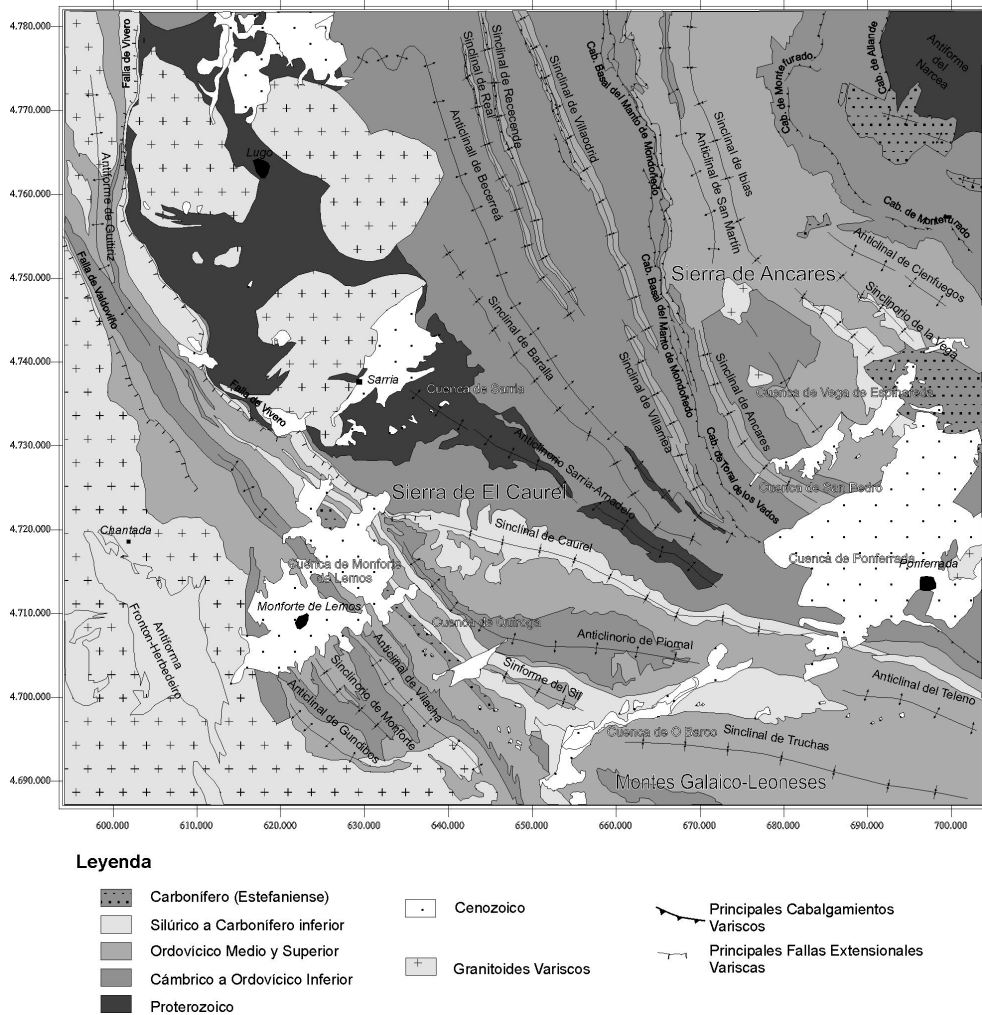 4.780.000
4.770.000
4.760.000
4.750.000
4.740.000
4.730.000
4.720.000
4.710.000
4.700.000
4.690.000
Falla de Vivero
Lugo
Antiforme de Guitiriz
Falla de Valdoviño
Falla de Vivero
Sarria
Cuenca de Sarria
Sinclinal de Real
Sinclinal de Rececende
Anticlinall de Becerreá
Sinclinal de Villaodrid
Cab. Basal del Manto de Mondoñedo
Anticlinal de San Martín
Sinclinal de Ibias
Cab. de Montefurado
Cab. de Allande
Antiforme
del
Narcea
Cab. de Montefurado
Anticlinal de Cienfuegos
Sierra de Ancares
Sinclinorio de la Vega
Cab. Basal del Manto de Mondoñedo
Sinclinal de Baralla
Sinclinal de Villamea
Sinclinal de Ancares
Cuenca de Vega de Espinareda
Anticlinorio Sarria-Arnadelo
Cab. de Toral de los Vados
Cuenca de San Pedro
Sierra de El Caurel
Chantada
Sinclinal de Caurel
Cuenca de Monforte
de Lemos
Cuenca de Ponferrada
Ponferrada
Monforte de Lemos
Cuenca de Quiroga
Antiforma
Fronton-Herbedeiro
Anticlinorio de Piornal
Sinforme del Sil
Anticlinal de Vilacha
Sinclinorio de Monforte
Anticlinal de Gundibos
Anticlinal del Teleno
Cuenca de O Barco
Sinclinal de Truchas
Montes Galaico-Leoneses
600.000
610.000
620.000
630.000
640.000
650.000
660.000
670.000
680.000
690.000
700.000
Leyenda
Carbonífero (Estefaniense)
Silúrico a Carbonífero inferior
Ordovícico Medio y Superior
Cámbrico a Ordovícico Inferior
Proterozoico
Cenozoico
Granitoides Variscos
Principales Cabalgamientos
Variscos
Principales Fallas Extensionales
Variscas